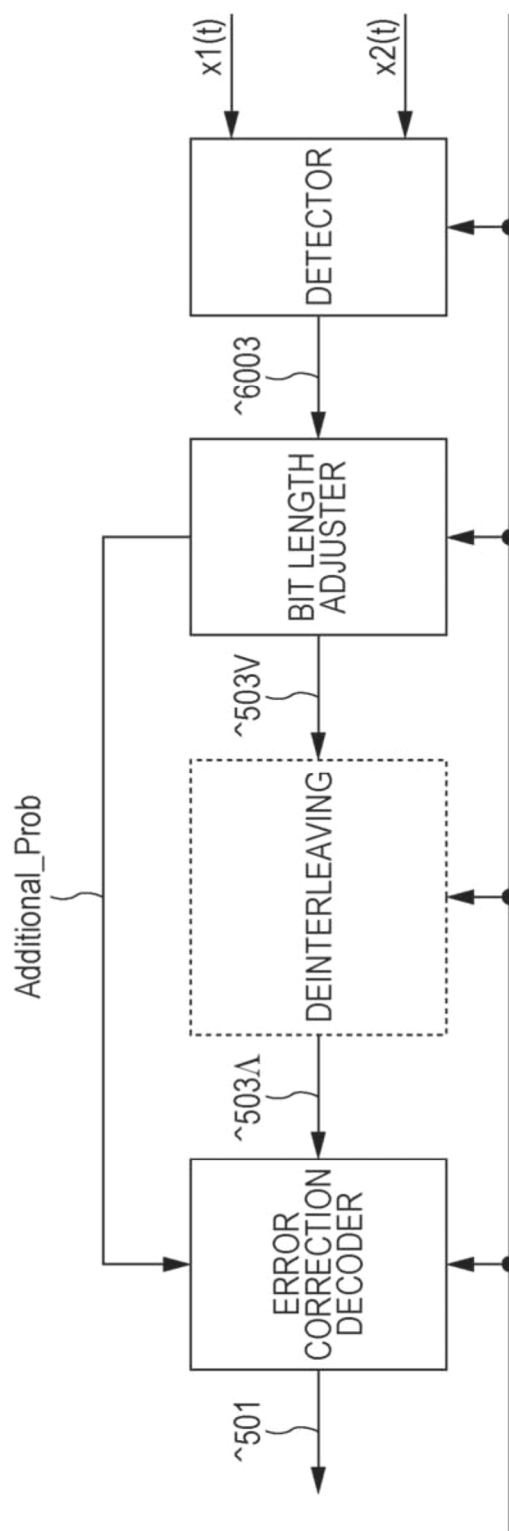 x1(t)
x2(t)
DETECTOR
^6003
BIT LENGTH
ADJUSTER
^503V
Additional_Prob
DEINTERLEAVING
^503Λ
ERROR
CORRECTION
DECODER
^501